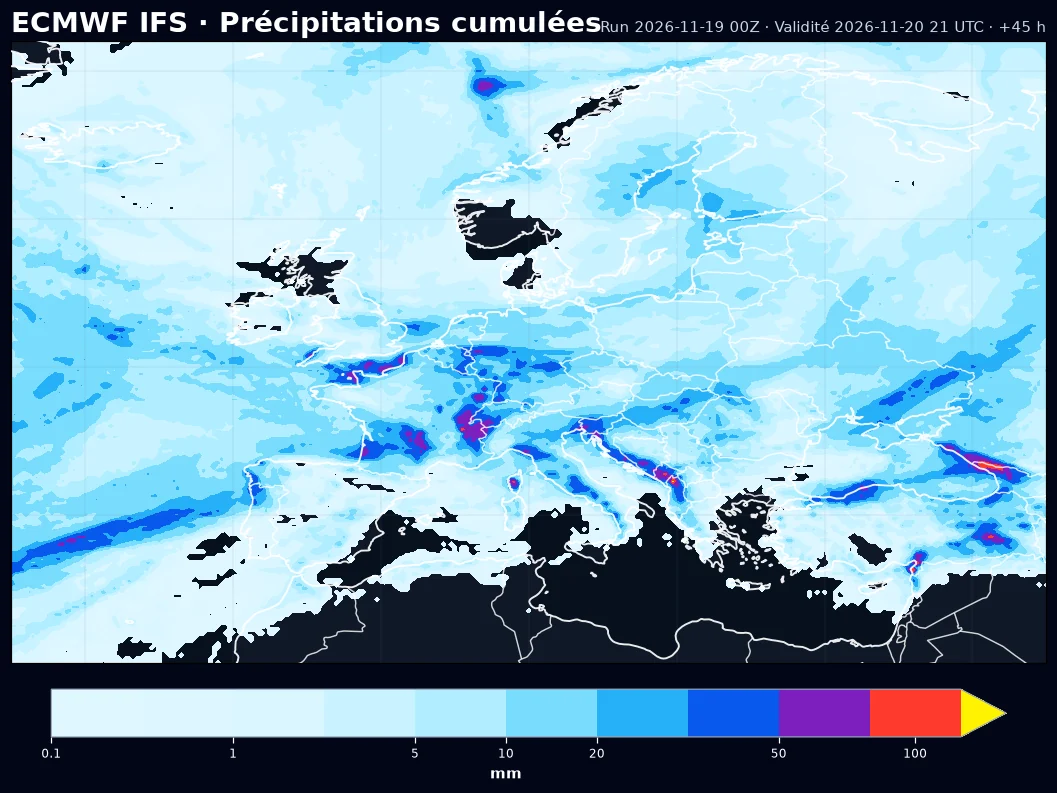 ECMWF IFS · Précipitations cumulées
Run 2026-11-19 00Z · Validité 2026-11-20 21 UTC · +45 h
0.1 1 5 10 20 50 100
mm